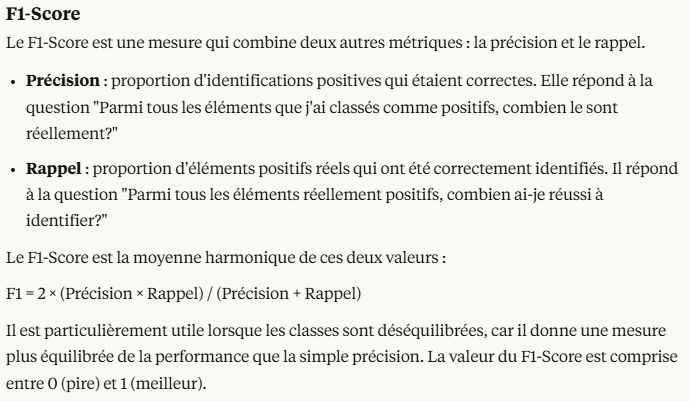 F1-Score
Le F1-Score est une mesure qui combine deux autres métriques : la précision et le rappel.
• Précision : proportion d'identifications positives qui étaient correctes. Elle répond à la
question "Parmi tous les éléments que j'ai classés comme positifs, combien le sont
réellement?"
• Rappel : proportion d'éléments positifs réels qui ont été correctement identifiés. Il répond
à la question "Parmi tous les éléments réellement positifs, combien ai-je réussi à
identifier?"
Le F1-Score est la moyenne harmonique de ces deux valeurs :
F1 = 2 × (Précision × Rappel) / (Précision + Rappel)
Il est particulièrement utile lorsque les classes sont déséquilibrées, car il donne une mesure
plus équilibrée de la performance que la simple précision. La valeur du F1-Score est comprise
entre 0 (pire) et 1 (meilleur).